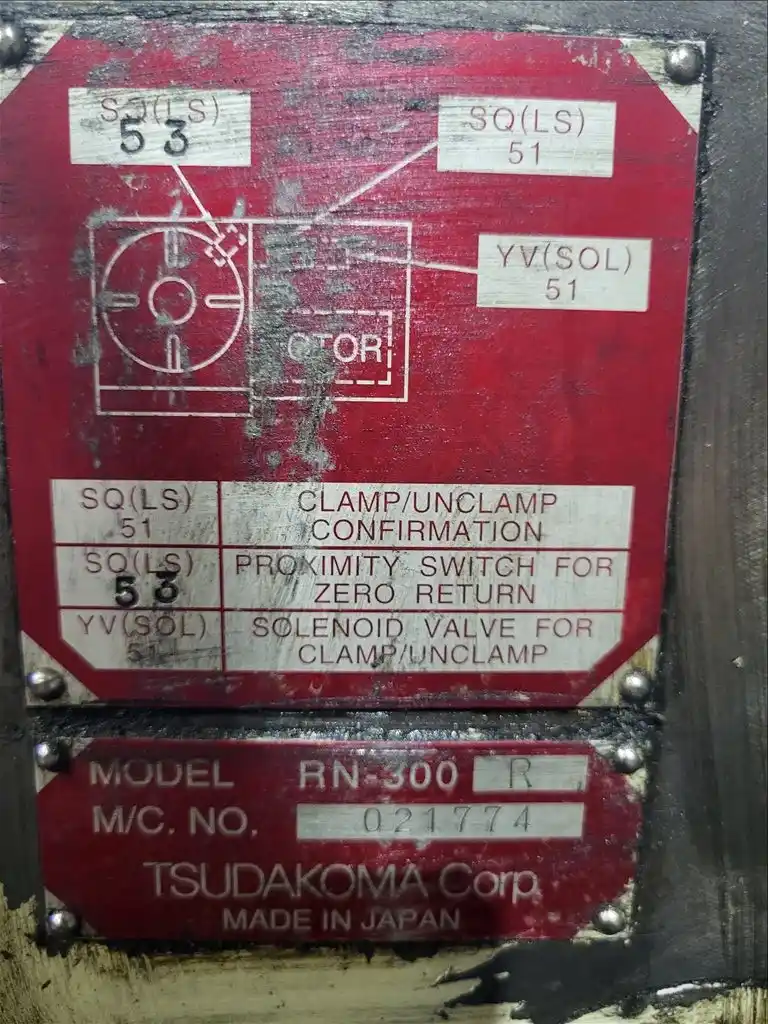 SQ(LS)
53
SQ(LS)
51
YV(SOL)
51
OTOR
SQ(LS)
51
CLAMP/UNCLAMP
CONFIRMATION
SQ(LS)
53
PROXIMITY SWITCH FOR
ZERO RETURN
YV(SOL)
51
SOLENOID VALVE FOR
CLAMP/UNCLAMP
MODEL RN-300 R
M/C. NO. 021774
TSUDAKOMA Corp.
MADE IN JAPAN